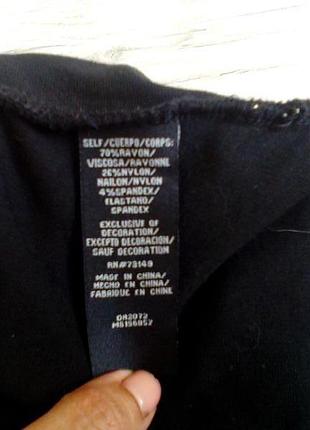 SELF/CUERPO/CORPS:
70%RAYON/
VISCOSA/RAYONNE
26%NYLON/
NAILON/NYLON
4%SPANDEX/
ELASTANO/
SPANDEX
EXCLUSIVE OF
DECORATION/
EXCEPTO DECORACION/
SAUF DECORATION
RN#73149
MADE IN CHINA/
HECHO EN CHINA/
FABRIQUE EN CHINE
DR2072
MS196857